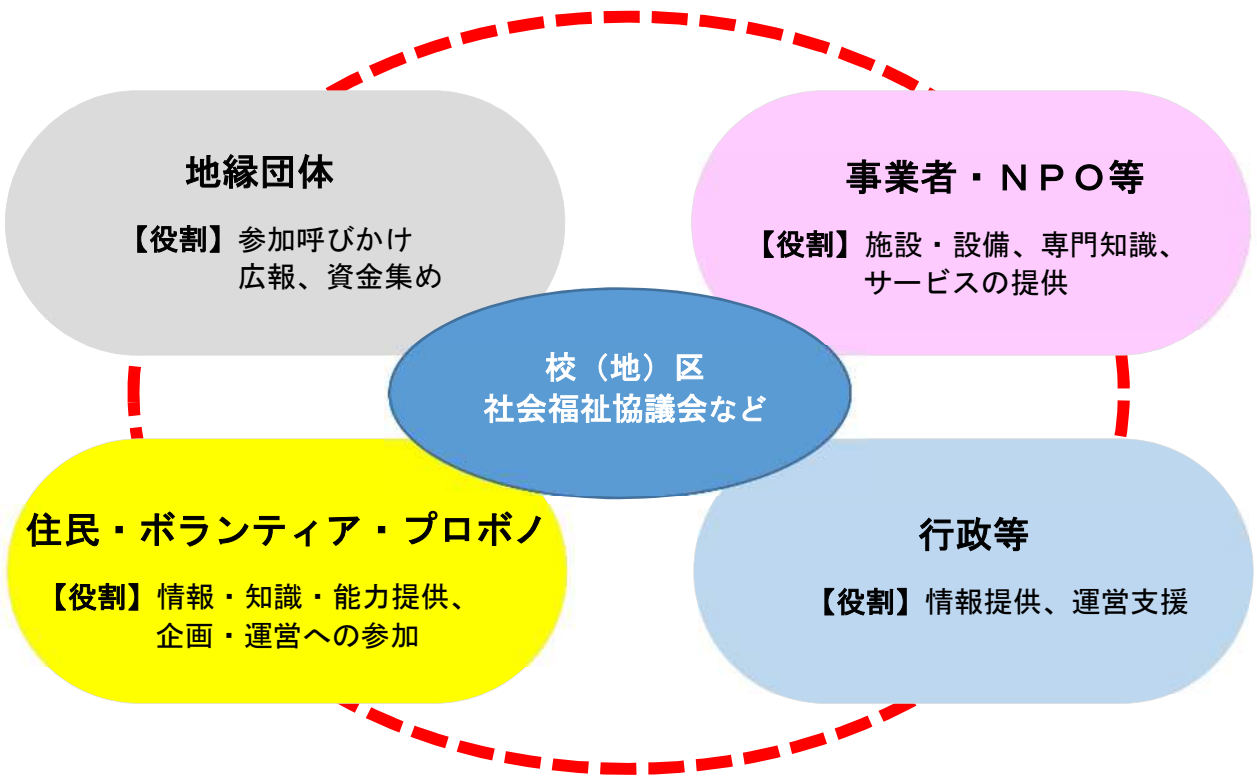 地縁団体
【役割】参加呼びかけ
広報、資金集め
事業者・ＮＰＯ等
【役割】施設・設備、専門知識、
サービスの提供
校（地）区
社会福祉協議会など
住民・ボランティア・プロボノ
【役割】情報・知識・能力提供、
企画・運営への参加
行政等
【役割】情報提供、運営支援